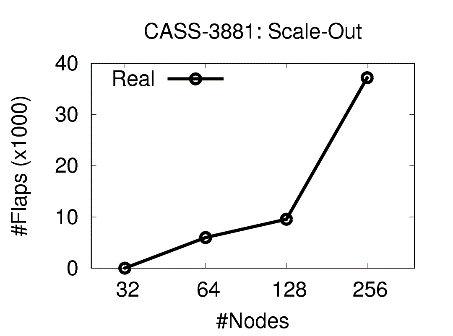 CASS-3881: Scale-Out
Real
40
30
20
10
0
#Flaps (x1000)
32 64 128 256
#Nodes